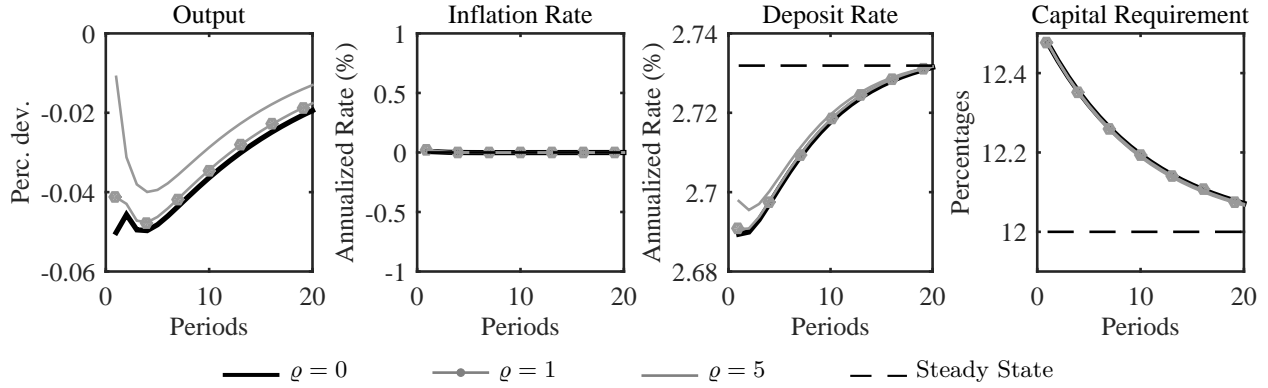 Output
Inflation Rate
Deposit Rate
Capital Requirement
Perc. dev.
0
-0.02
-0.04
-0.06
0 10 20
Periods
Annualized Rate (%)
1
0.5
0
-0.5
-1
0 10 20
Periods
Annualized Rate (%)
2.74
2.72
2.7
2.68
0 10 20
Periods
Percentages
12.4
12.2
12
0 10 20
Periods
ϱ = 0
ϱ = 1
ϱ = 5
Steady State